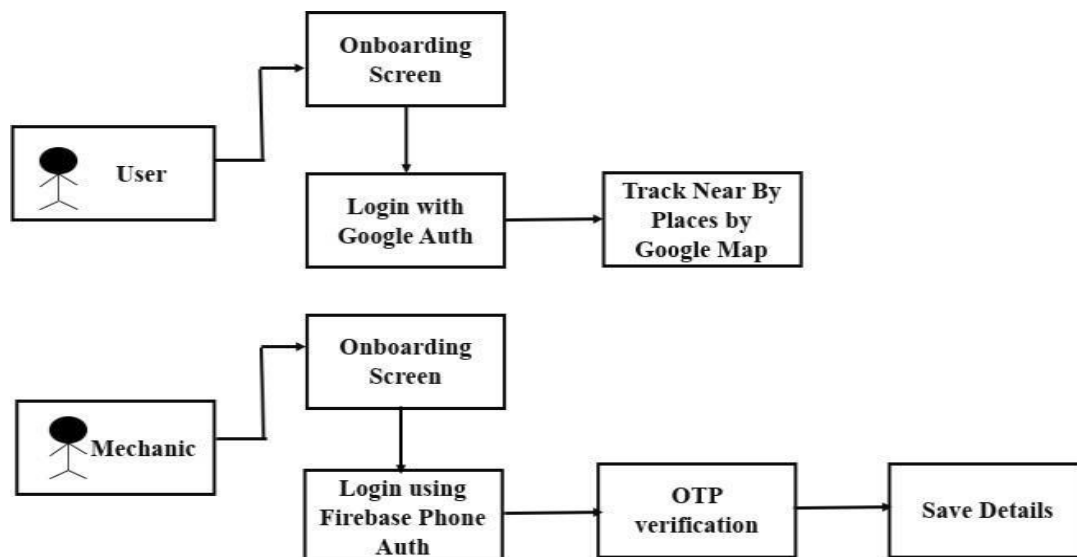 Onboarding
Screen
User
Login with
Google Auth
Track Near By
Places by
Google Map
Onboarding
Screen
Mechanic
Login using
Firebase Phone
Auth
OTP
verification
Save Details